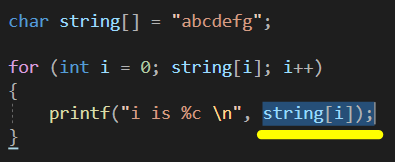 char string[] = "abcdefg";
for (int i = 0; string[i]; i++)
{
printf("i is %c \n", string[i]);
}